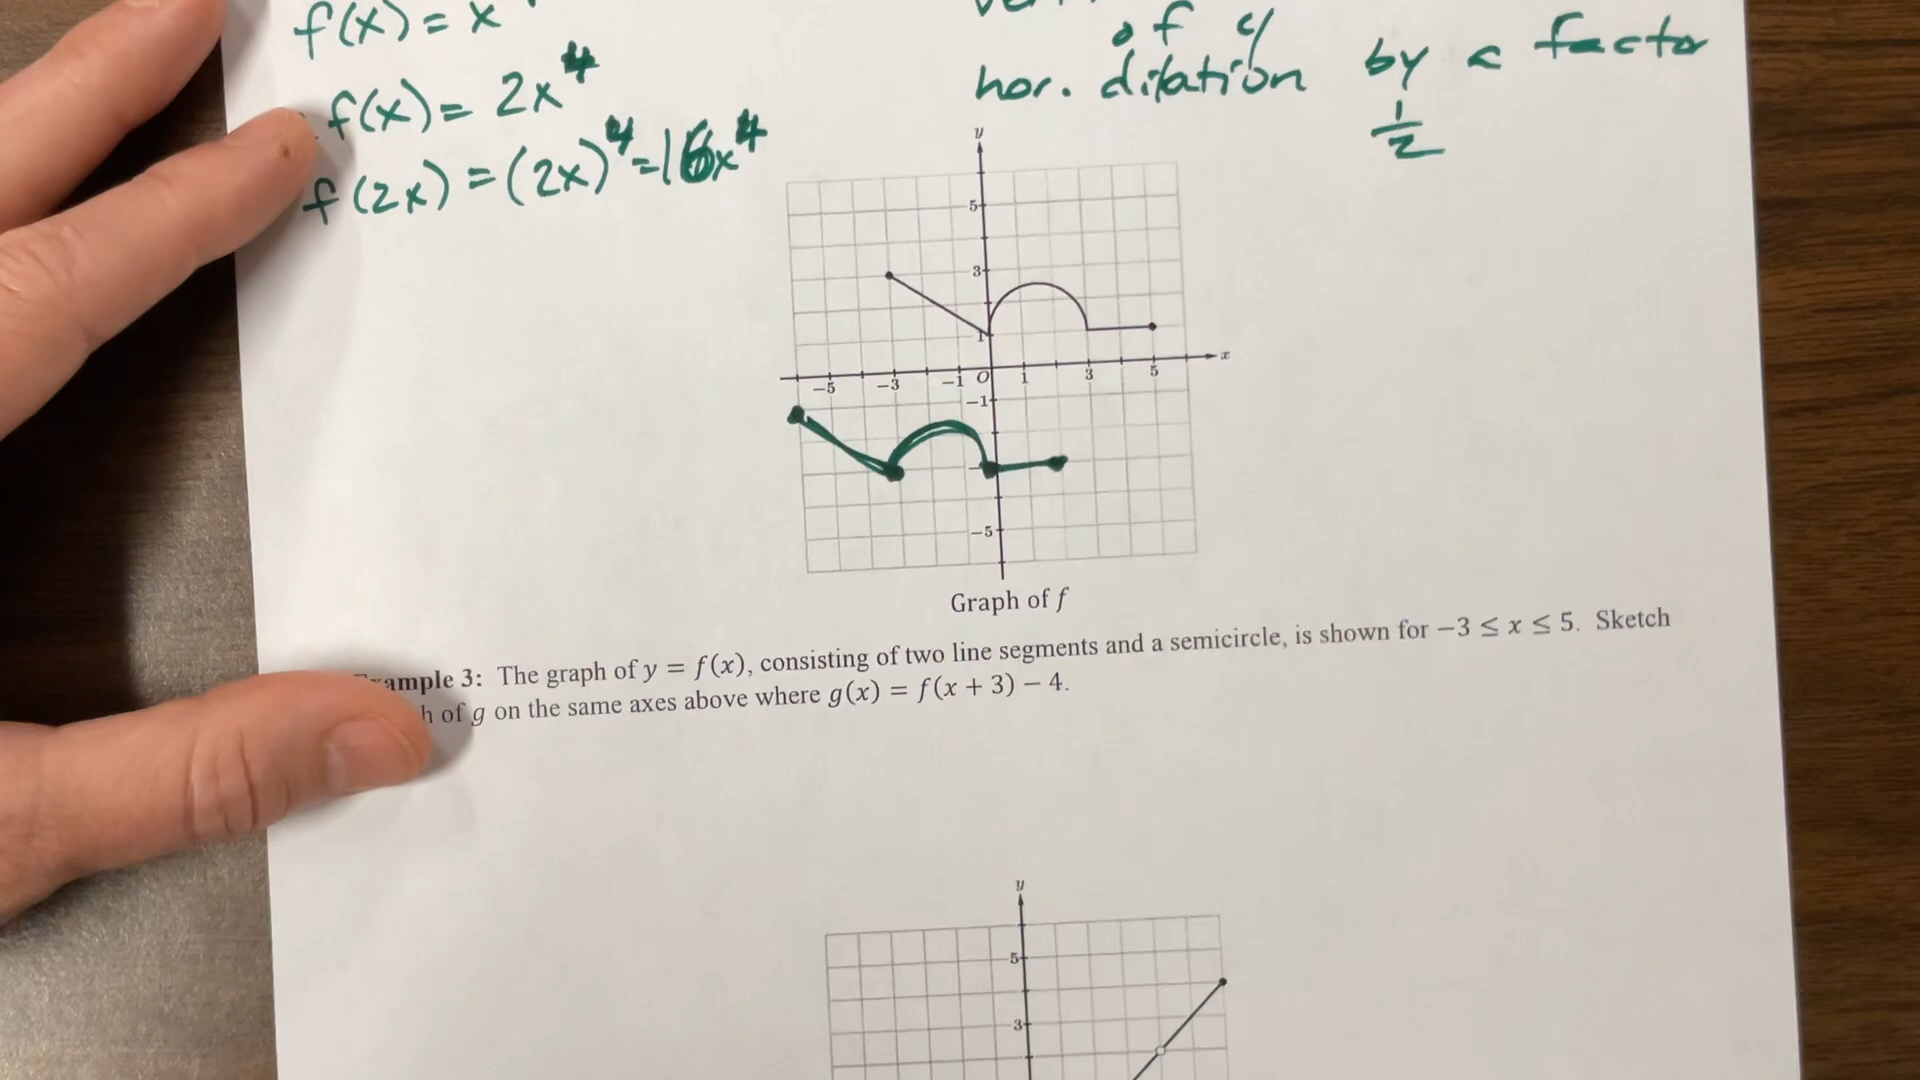 f(x) = x
f(x) = 2x⁴
f(2x) = (2x)⁴ = 16x⁴
of
hor. dilation by a factor
1/2
y
5
3
1
x
−5 −3 −1 O 1 3 5
−1
−5
Graph of f
ample 3: The graph of y = f(x), consisting of two line segments and a semicircle, is shown for −3 ≤ x ≤ 5. Sketch
h of g on the same axes above where g(x) = f(x + 3) − 4.
y
5
3